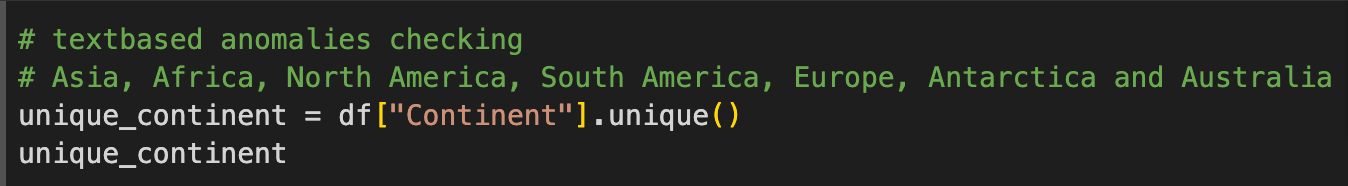 # textbased anomalies checking
# Asia, Africa, North America, South America, Europe, Antarctica and Australia
unique_continent = df["Continent"].unique()
unique_continent